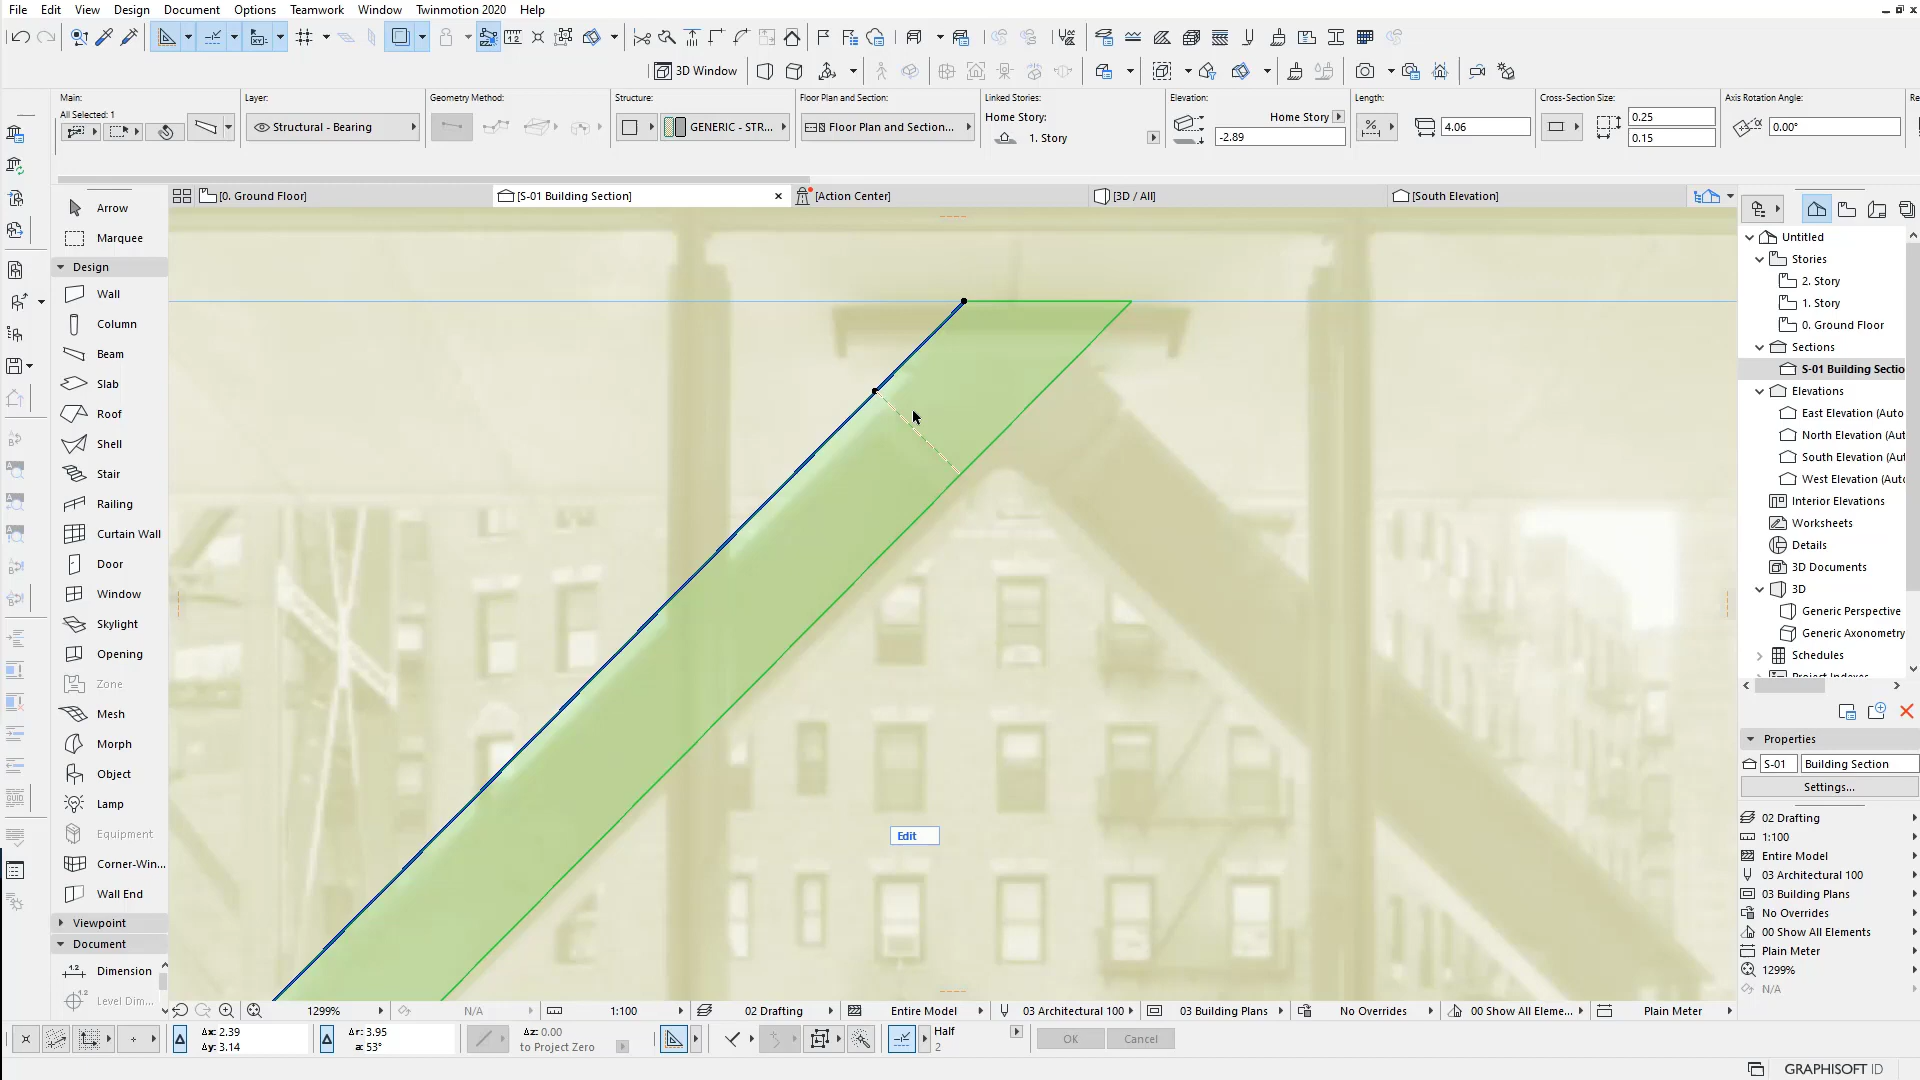 File Edit View Design Document Options Teamwork Window Twinmotion 2020 Help
3D Window
Main: Layer: Geometry Method: Structure: Floor Plan and Section: Linked Stories: Elevation: Length: Cross-Section Size: Axis Rotation Angle: Re
All Selected: 1
Home Story: Home Story 0.25
Structural - Bearing GENERIC - STR... Floor Plan and Section... 1. Story -2.89 4.06 0.15 0.00°
[0. Ground Floor] [S-01 Building Section] [Action Center] [3D / All] [South Elevation]
Arrow
Marquee
Design
Wall
Column
Beam
Slab
Roof
Shell
Stair
Railing
Curtain Wall
Door
Window
Skylight
Opening
Zone
Mesh
Morph
Object
Lamp
Equipment
Corner-Win...
Wall End
Viewpoint
Document
1.2 Dimension
1.2 Level Dim...
Edit
Untitled
Stories
2. Story
1. Story
0. Ground Floor
Sections
S-01 Building Sectio
Elevations
East Elevation (Auto
North Elevation (Aut
South Elevation (Aut
West Elevation (Auto
Interior Elevations
Worksheets
Details
3D Documents
3D
Generic Perspective
Generic Axonometry
Schedules
Project Indexes
Properties
S-01 Building Section
Settings...
02 Drafting
1:100
Entire Model
03 Architectural 100
03 Building Plans
No Overrides
00 Show All Elements
Plain Meter
1299%
N/A
1299% N/A 1:100 02 Drafting Entire Model 03 Architectural 100 03 Building Plans No Overrides 00 Show All Eleme... Plain Meter
Δx: 2.39 Δr: 3.95 Δz: 0.00 Half
Δy: 3.14 a: 53° to Project Zero 2 OK Cancel
GRAPHISOFT ID